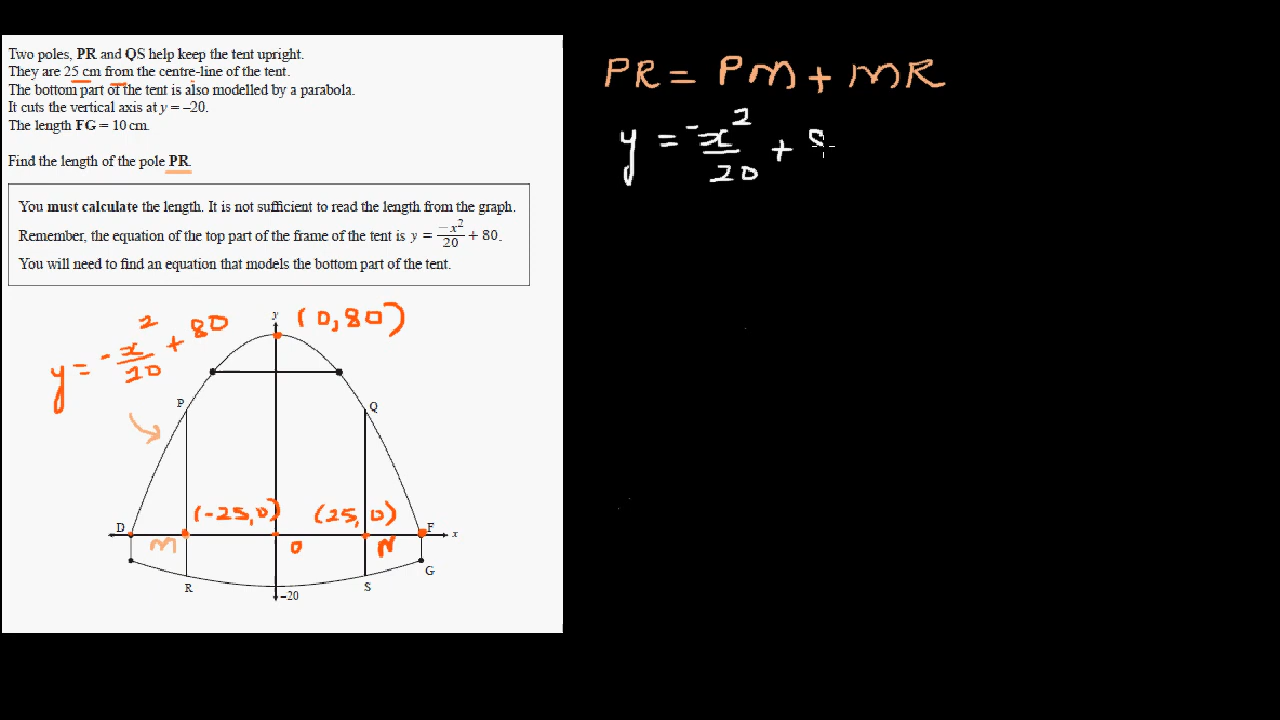 Two poles, PR and QS help keep the tent upright.
They are 25 cm from the centre-line of the tent.
The bottom part of the tent is also modelled by a parabola.
It cuts the vertical axis at y = –20.
The length FG = 10 cm.
Find the length of the pole PR.
You must calculate the length. It is not sufficient to read the length from the graph.
Remember, the equation of the top part of the frame of the tent is y = −x²/20 + 80.
You will need to find an equation that models the bottom part of the tent.
y = -x²/20 + 80
y
(0,80)
P
Q
(-25,0)
(25,0)
D
M
O
N
F
x
R
S
G
–20
PR = PM + MR
y = -x²/20 + 8